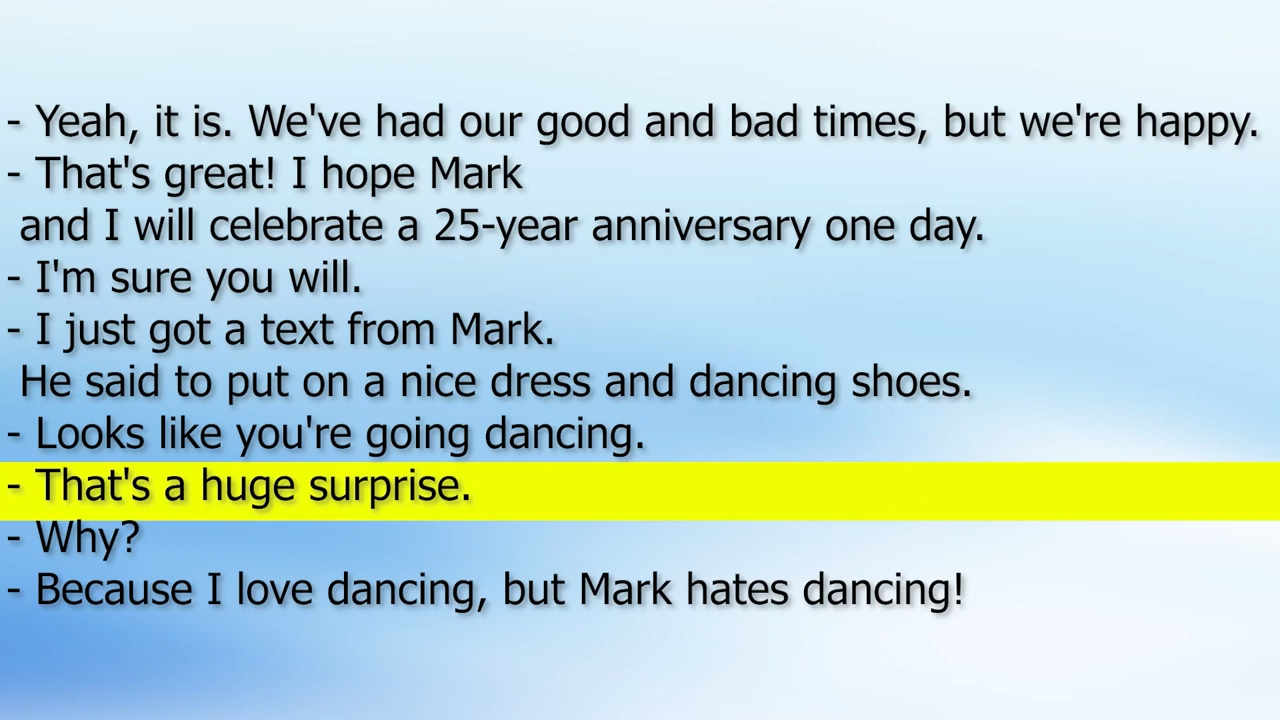 - Yeah, it is. We've had our good and bad times, but we're happy.
- That's great! I hope Mark
and I will celebrate a 25-year anniversary one day.
- I'm sure you will.
- I just got a text from Mark.
He said to put on a nice dress and dancing shoes.
- Looks like you're going dancing.
- That's a huge surprise.
- Why?
- Because I love dancing, but Mark hates dancing!